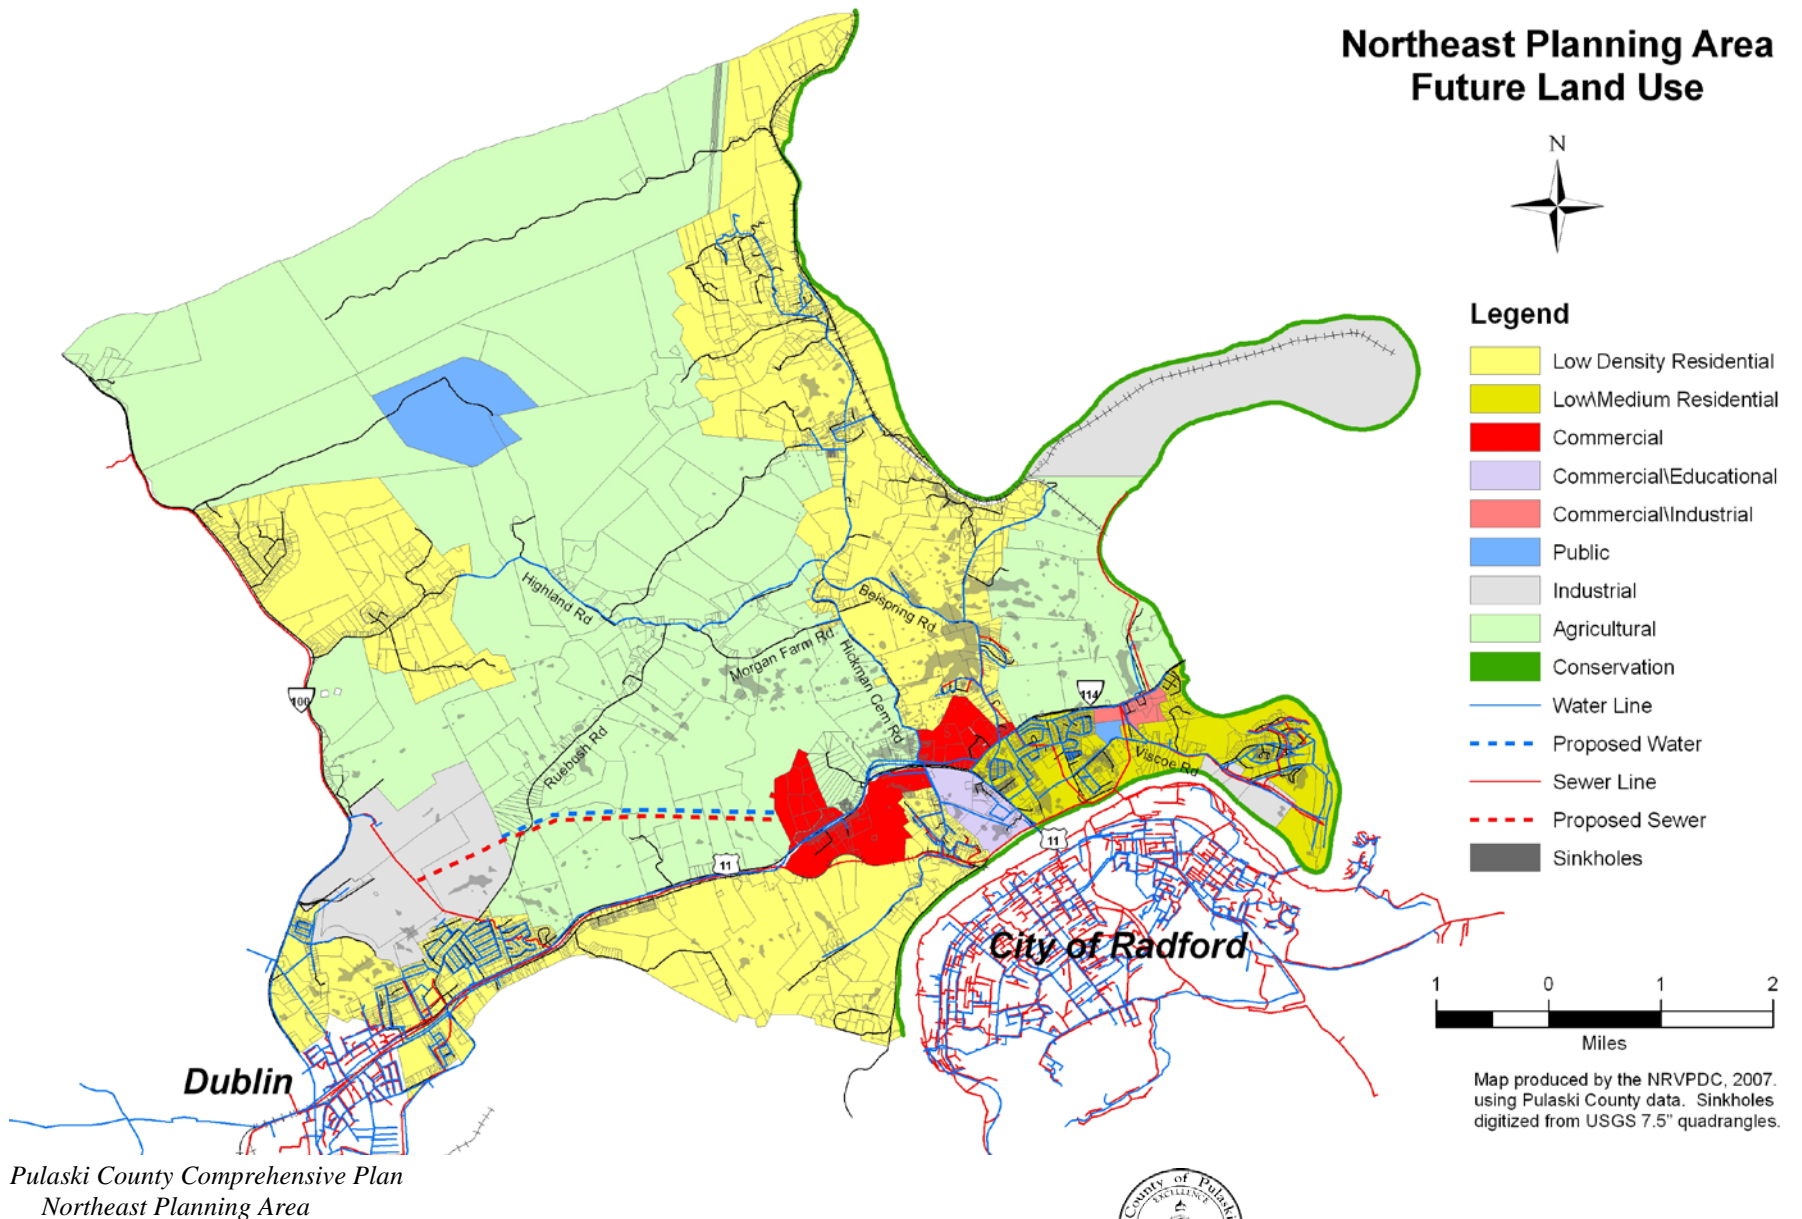 Northeast Planning Area
Future Land Use
N
Legend
Low Density Residential
Low\Medium Residential
Commercial
Commercial\Educational
Commercial\Industrial
Public
Industrial
Agricultural
Conservation
Water Line
Proposed Water
Sewer Line
Proposed Sewer
Sinkholes
Highland Rd
Belspring Rd
Morgan Farm Rd
Hickman Cem Rd
Ruebush Rd
Viscoe Rd
100
114
11
11
City of Radford
Dublin
1 0 1 2
Miles
Map produced by the NRVPDC, 2007.
using Pulaski County data. Sinkholes
digitized from USGS 7.5" quadrangles.
Pulaski County Comprehensive Plan
Northeast Planning Area
County of Pulaski
EXCELLENCE